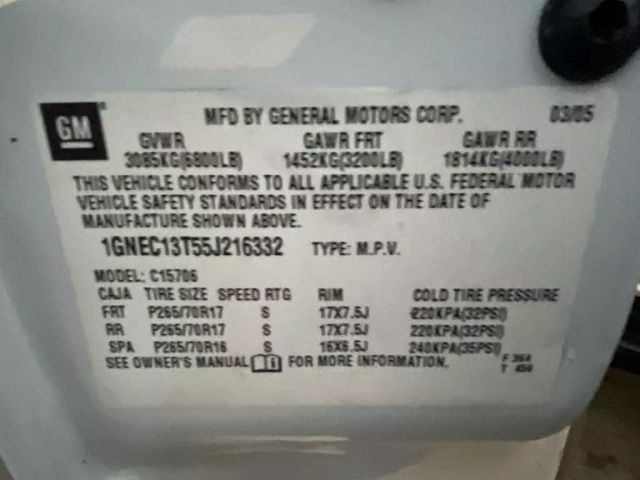 GM
MFD BY GENERAL MOTORS CORP. 03/05
GVWR GAWR FRT GAWR RR
3085KG(6800LB) 1452KG(3200LB) 1814KG(4000LB)
THIS VEHICLE CONFORMS TO ALL APPLICABLE U.S. FEDERAL MOTOR
VEHICLE SAFETY STANDARDS IN EFFECT ON THE DATE OF
MANUFACTURE SHOWN ABOVE.
1GNEC13T55J216332 TYPE: M.P.V.
MODEL: C15706
CAJA TIRE SIZE SPEED RTG RIM COLD TIRE PRESSURE
FRT P265/70R17 S 17X7.5J 220KPA(32PSI)
RR P265/70R17 S 17X7.5J 220KPA(32PSI)
SPA P265/70R16 S 16X6.5J 240KPA(35PSI)
SEE OWNER'S MANUAL FOR MORE INFORMATION.
F 364
T 459